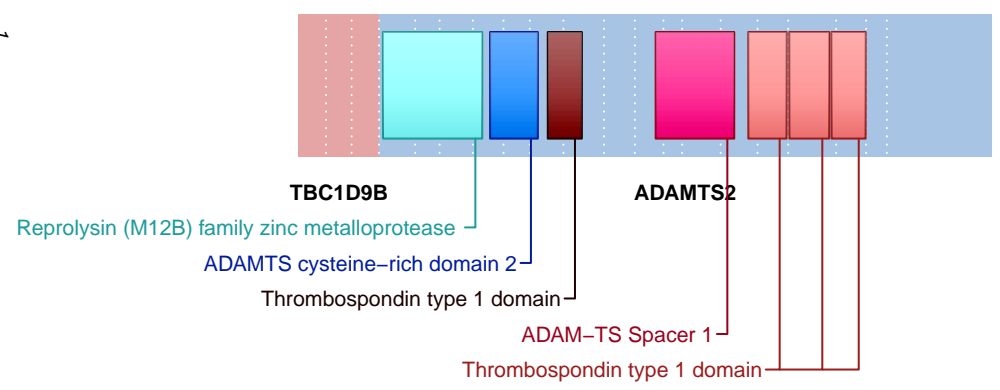 TBC1D9B ADAMTS2
Reprolysin (M12B) family zinc metalloprotease
ADAMTS cysteine−rich domain 2
Thrombospondin type 1 domain
ADAM−TS Spacer 1
Thrombospondin type 1 domain